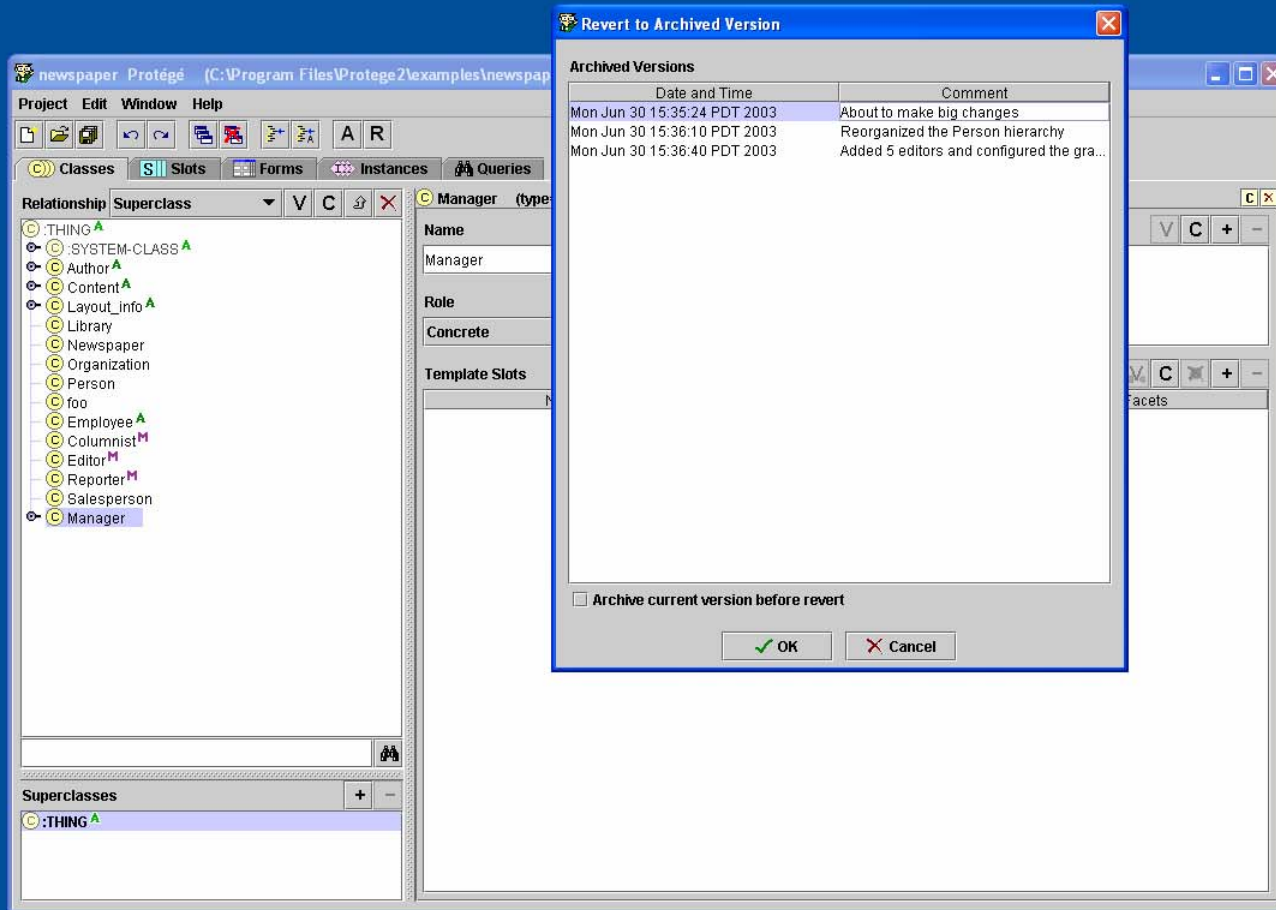 Revert to Archived Version
Archived Versions
Date and Time Comment
Mon Jun 30 15:35:24 PDT 2003 About to make big changes
Mon Jun 30 15:36:10 PDT 2003 Reorganized the Person hierarchy
Mon Jun 30 15:36:40 PDT 2003 Added 5 editors and configured the gra...
Archive current version before revert
OK Cancel
newspaper Protégé (C:\Program Files\Protege2\examples\newspap
Project Edit Window Help
A R
Classes Slots Forms Instances Queries
Relationship Superclass V C
C :THING A
C :SYSTEM-CLASS A
C Author A
C Content A
C Layout_info A
C Library
C Newspaper
C Organization
C Person
C foo
C Employee A
C Columnist M
C Editor M
C Reporter M
C Salesperson
C Manager
Superclasses + -
C :THING A
C Manager (type= C
Name V C + -
Manager
Role
Concrete
Template Slots V C + -
N Facets